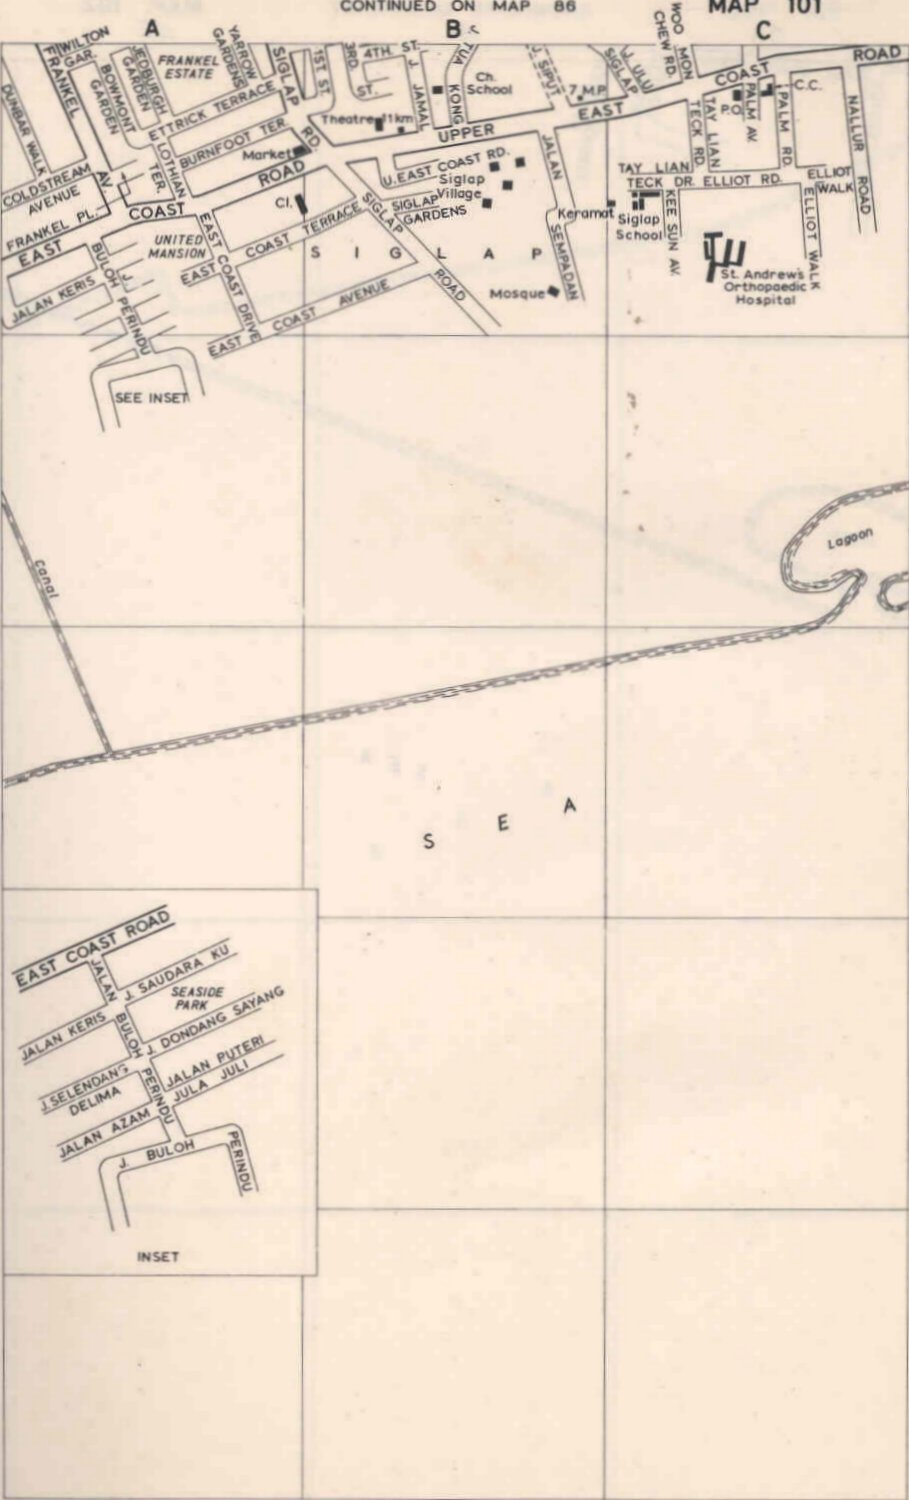 CONTINUED ON MAP 86
MAP 101
A
B
C
WILTON
GAR.
FRANKEL
AV.
DUNBAR WALK
BOWMONT
GARDEN
JEDBURGH
GARDEN
FRANKEL
ESTATE
YARROW
GARDENS
SIGLAP
RD.
1ST ST.
3RD.
ST.
4TH ST.
J. JAMAL
TUA
KONG
Ch.
School
J. SIPUT
J. ULU
SIGLAP
WOO MON
CHEW RD.
7 M.P.
COAST
ROAD
C.C.
P.O.
PALM AV.
PALM RD.
NALLUR ROAD
ETTRICK TERRACE
BURNFOOT TER.
LOTHIAN
TER.
Theatre
11km
Market
UPPER
EAST
ROAD
U. EAST COAST RD.
Siglap
Village
JALAN SEMPADAN
TAY LIAN
TECK RD.
TAY LIAN
TECK DR.
ELLIOT RD.
ELLIOT
WALK
ELLIOT WALK
COLDSTREAM
AVENUE
FRANKEL PL.
EAST
COAST
Cl.
SIGLAP
GARDENS
SIGLAP
ROAD
Keramat
Siglap
School
KEE SUN AV.
St. Andrew's
Orthopaedic
Hospital
UNITED
MANSION
EAST COAST TERRACE
EAST COAST DRIVE
EAST COAST AVENUE
SIGLAP
Mosque
JALAN KERIS
J.
BULOH
PERINDU
SEE INSET
Canal
Lagoon
SEA
EAST COAST ROAD
JALAN
BULOH
PERINDU
J. SAUDARA KU
SEASIDE
PARK
JALAN KERIS
J. DONDANG SAYANG
J. SELENDANG
DELIMA
JALAN PUTERI
JULA JULI
JALAN AZAM
J. BULOH
PERINDU
INSET